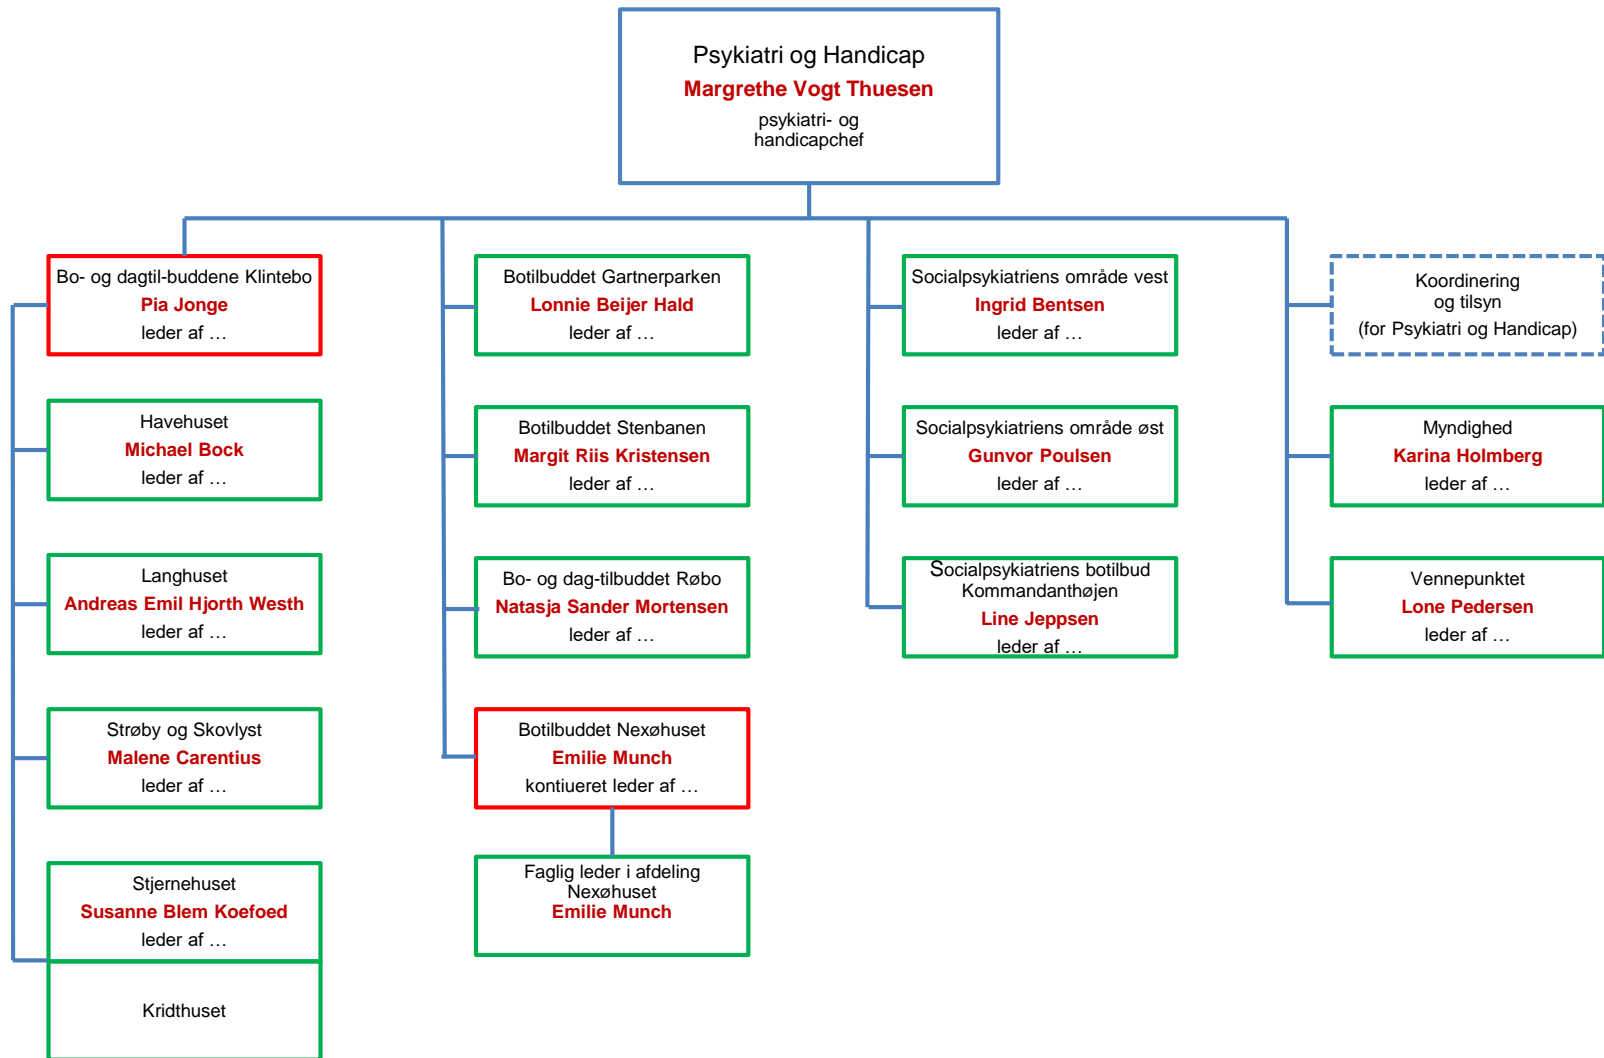 Psykiatri og Handicap
Margrethe Vogt Thuesen
psykiatri- og
handicapchef
Bo- og dagtil-buddene Klintebo
Pia Jonge
leder af …
Havehuset
Michael Bock
leder af …
Langhuset
Andreas Emil Hjorth Westh
leder af …
Strøby og Skovlyst
Malene Carentius
leder af …
Stjernehuset
Susanne Blem Koefoed
leder af …
Kridthuset
Botilbuddet Gartnerparken
Lonnie Beijer Hald
leder af …
Botilbuddet Stenbanen
Margit Riis Kristensen
leder af …
Bo- og dag-tilbuddet Røbo
Natasja Sander Mortensen
leder af …
Botilbuddet Nexøhuset
Emilie Munch
kontiueret leder af …
Faglig leder i afdeling
Nexøhuset
Emilie Munch
Socialpsykiatriens område vest
Ingrid Bentsen
leder af …
Socialpsykiatriens område øst
Gunvor Poulsen
leder af …
Socialpsykiatriens botilbud
Kommandanthøjen
Line Jeppsen
leder af …
Koordinering
og tilsyn
(for Psykiatri og Handicap)
Myndighed
Karina Holmberg
leder af …
Vennepunktet
Lone Pedersen
leder af …